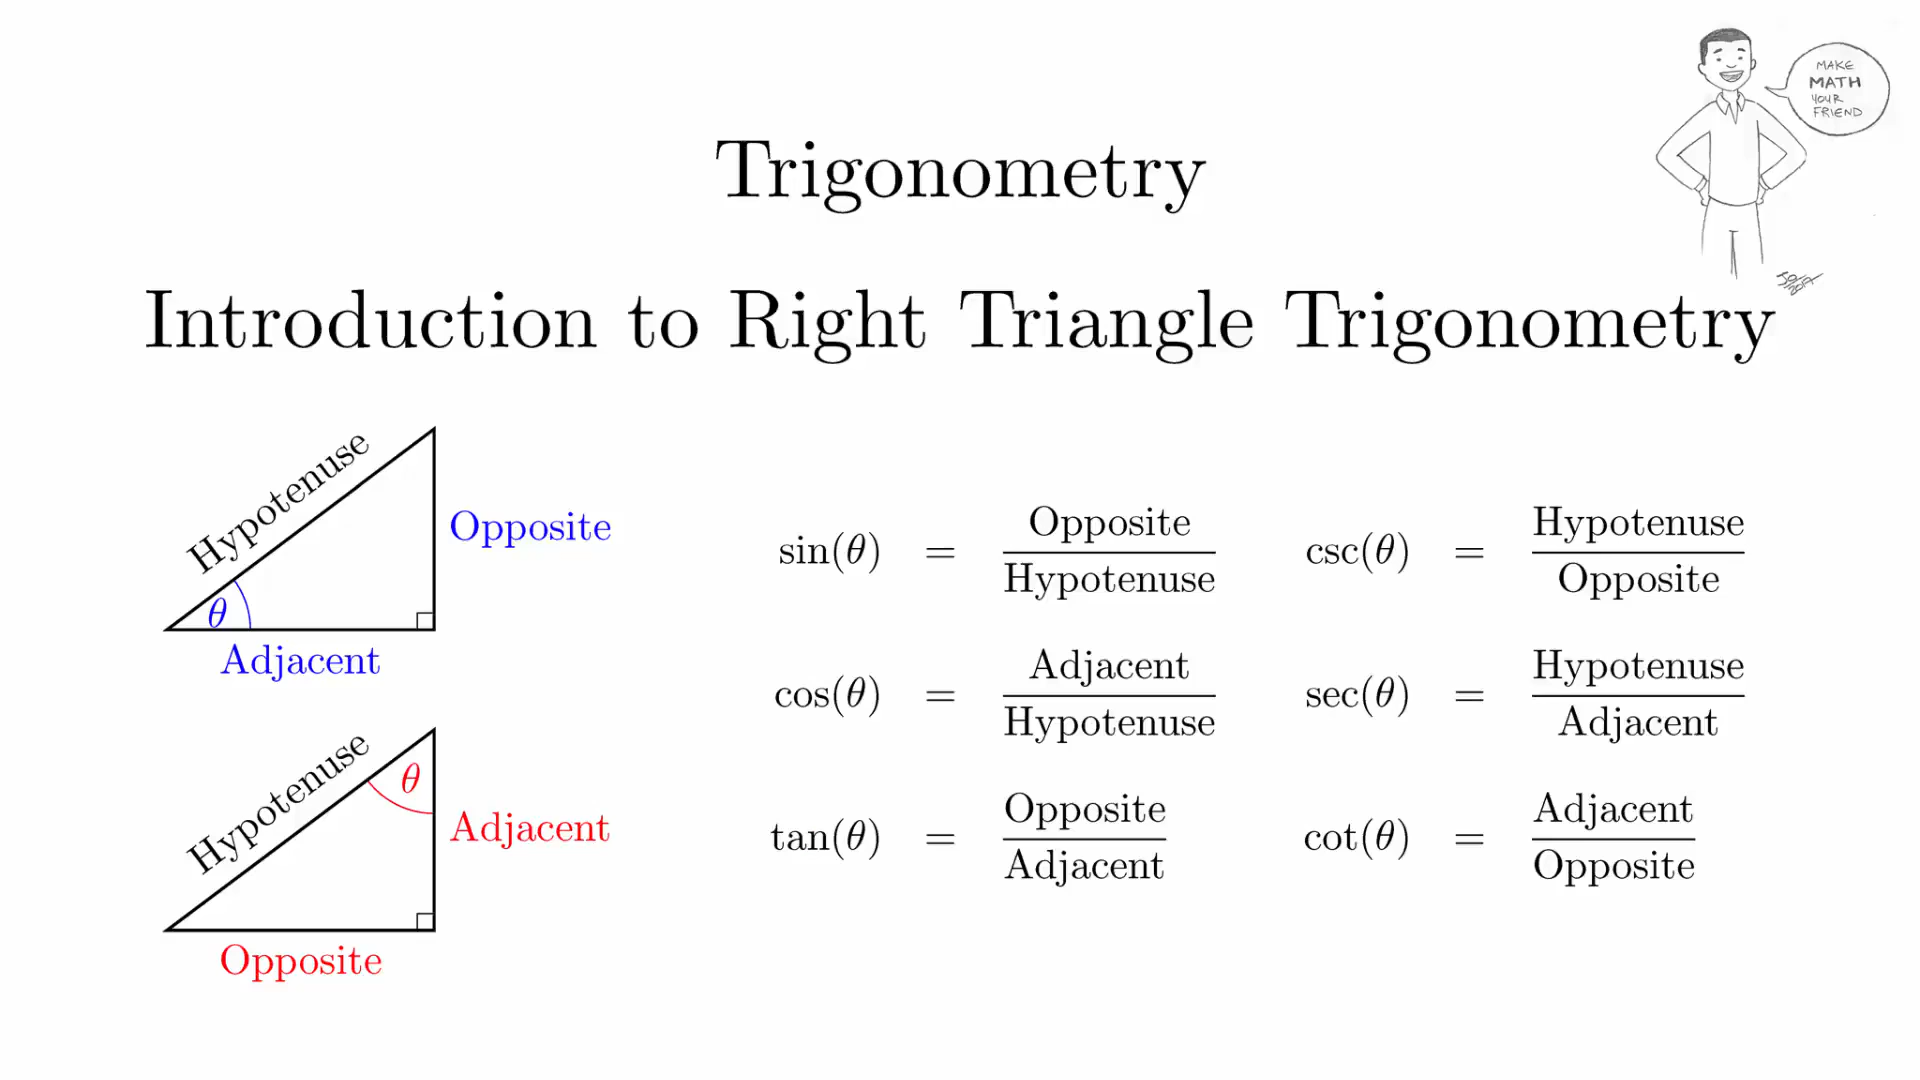 MAKE
MATH
YOUR
FRIEND
Trigonometry
Introduction to Right Triangle Trigonometry
Hypotenuse
Opposite
θ
Adjacent
Hypotenuse
θ
Adjacent
Opposite
sin(θ) = Opposite / Hypotenuse
csc(θ) = Hypotenuse / Opposite
cos(θ) = Adjacent / Hypotenuse
sec(θ) = Hypotenuse / Adjacent
tan(θ) = Opposite / Adjacent
cot(θ) = Adjacent / Opposite